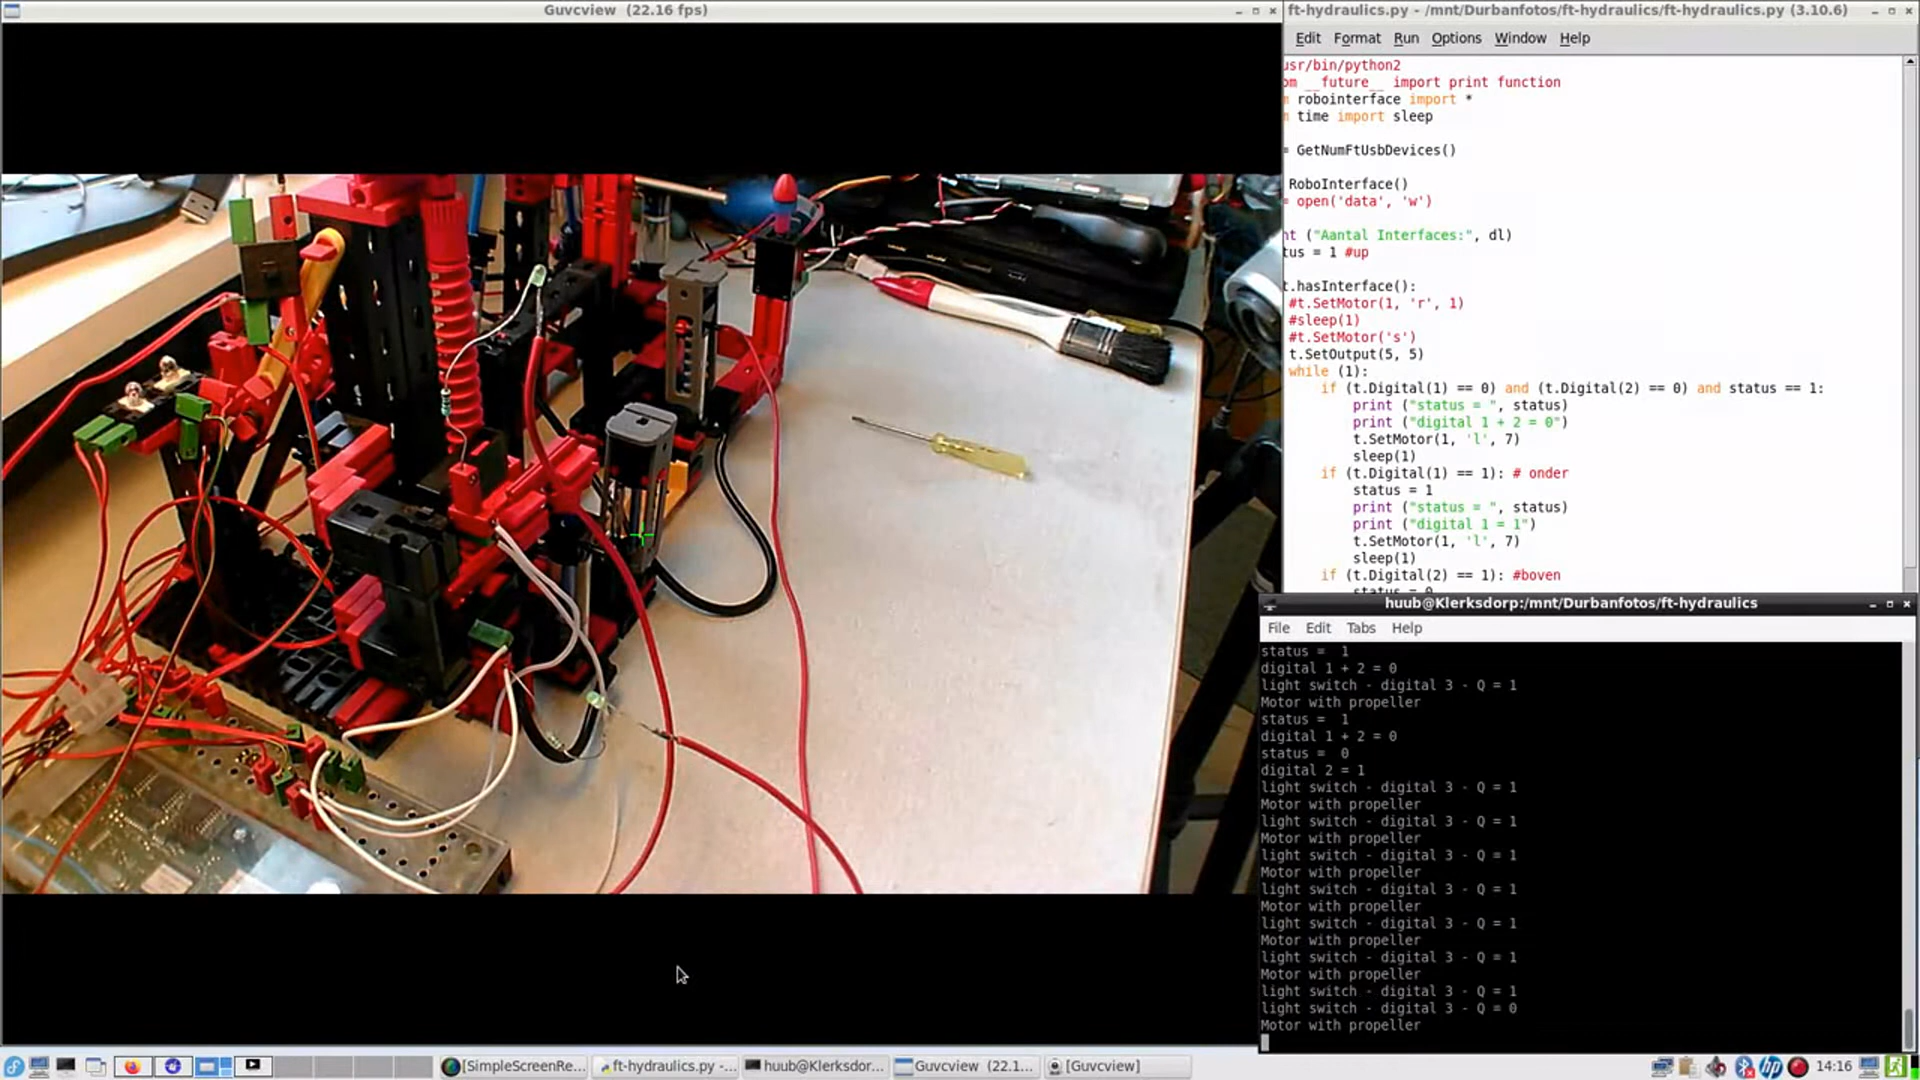 Guvcview (22.16 fps)
ft-hydraulics.py - /mnt/Durbanfotos/ft-hydraulics/ft-hydraulics.py (3.10.6)
Edit Format Run Options Window Help
usr/bin/python2
om __future__ import print function
robointerface import *
time import sleep
= GetNumFtUsbDevices()
RoboInterface()
= open('data', 'w')
nt ("Aantal Interfaces:", dl)
tus = 1 #up
t.hasInterface():
#t.SetMotor(1, 'r', 1)
#sleep(1)
#t.SetMotor('s')
t.SetOutput(5, 5)
while (1):
if (t.Digital(1) == 0) and (t.Digital(2) == 0) and status == 1:
print ("status = ", status)
print ("digital 1 + 2 = 0")
t.SetMotor(1, 'l', 7)
sleep(1)
if (t.Digital(1) == 1): # onder
status = 1
print ("status = ", status)
print ("digital 1 = 1")
t.SetMotor(1, 'l', 7)
sleep(1)
if (t.Digital(2) == 1): #boven
status = 0
huub@Klerksdorp:/mnt/Durbanfotos/ft-hydraulics
File Edit Tabs Help
status =  1
digital 1 + 2 = 0
light switch - digital 3 - Q = 1
Motor with propeller
status =  1
digital 1 + 2 = 0
status =  0
digital 2 = 1
light switch - digital 3 - Q = 1
Motor with propeller
light switch - digital 3 - Q = 1
Motor with propeller
light switch - digital 3 - Q = 1
Motor with propeller
light switch - digital 3 - Q = 1
Motor with propeller
light switch - digital 3 - Q = 1
Motor with propeller
light switch - digital 3 - Q = 1
Motor with propeller
light switch - digital 3 - Q = 1
light switch - digital 3 - Q = 0
Motor with propeller
[SimpleScreenRe... ft-hydraulics.py -... huub@Klerksdor... Guvcview (22.1... [Guvcview] hp 14:16